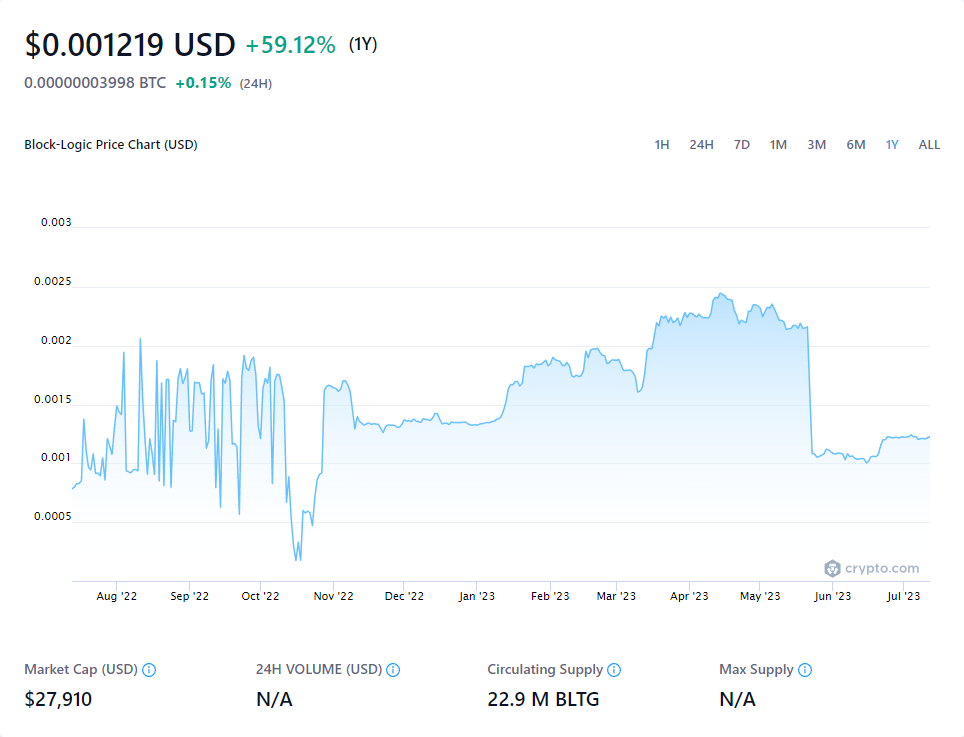 $0.001219 USD +59.12% (1Y)
0.00000003998 BTC +0.15% (24H)
Block-Logic Price Chart (USD) 1H 24H 7D 1M 3M 6M 1Y ALL
0.003
0.0025
0.002
0.0015
0.001
0.0005
crypto.com
Aug '22 Sep '22 Oct '22 Nov '22 Dec '22 Jan '23 Feb '23 Mar '23 Apr '23 May '23 Jun '23 Jul '23
Market Cap (USD) 24H VOLUME (USD) Circulating Supply Max Supply
$27,910 N/A 22.9 M BLTG N/A